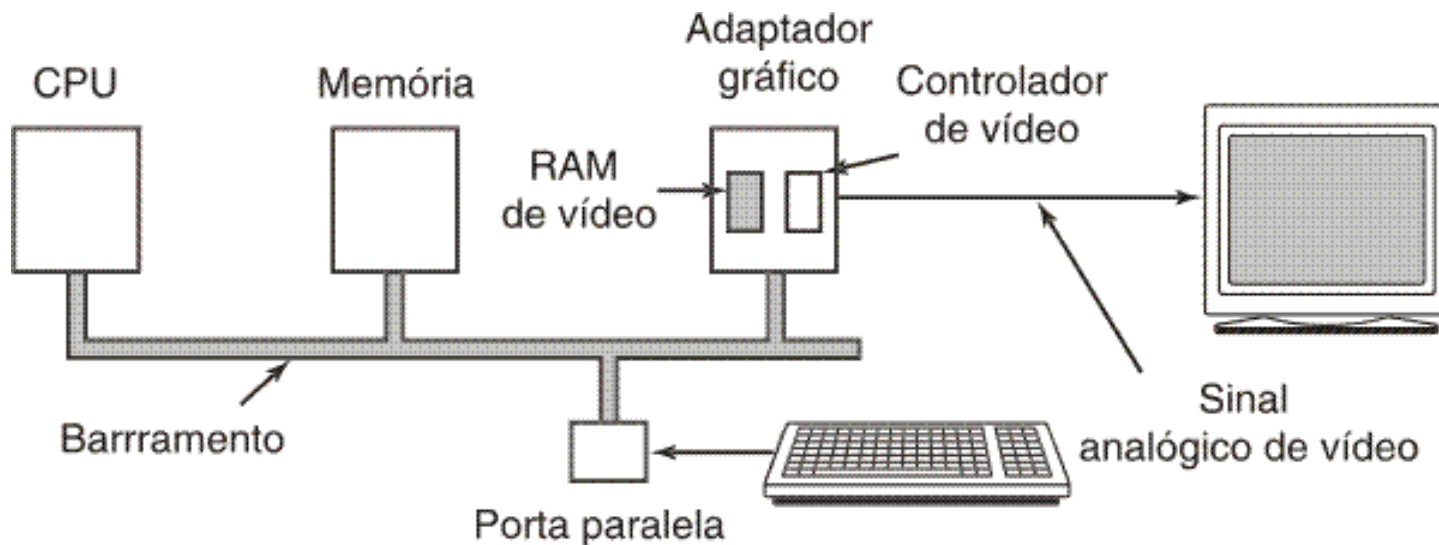 CPU
Memória
Adaptador
gráfico
Controlador
de vídeo
RAM
de vídeo
Barrramento
Sinal
analógico de vídeo
Porta paralela